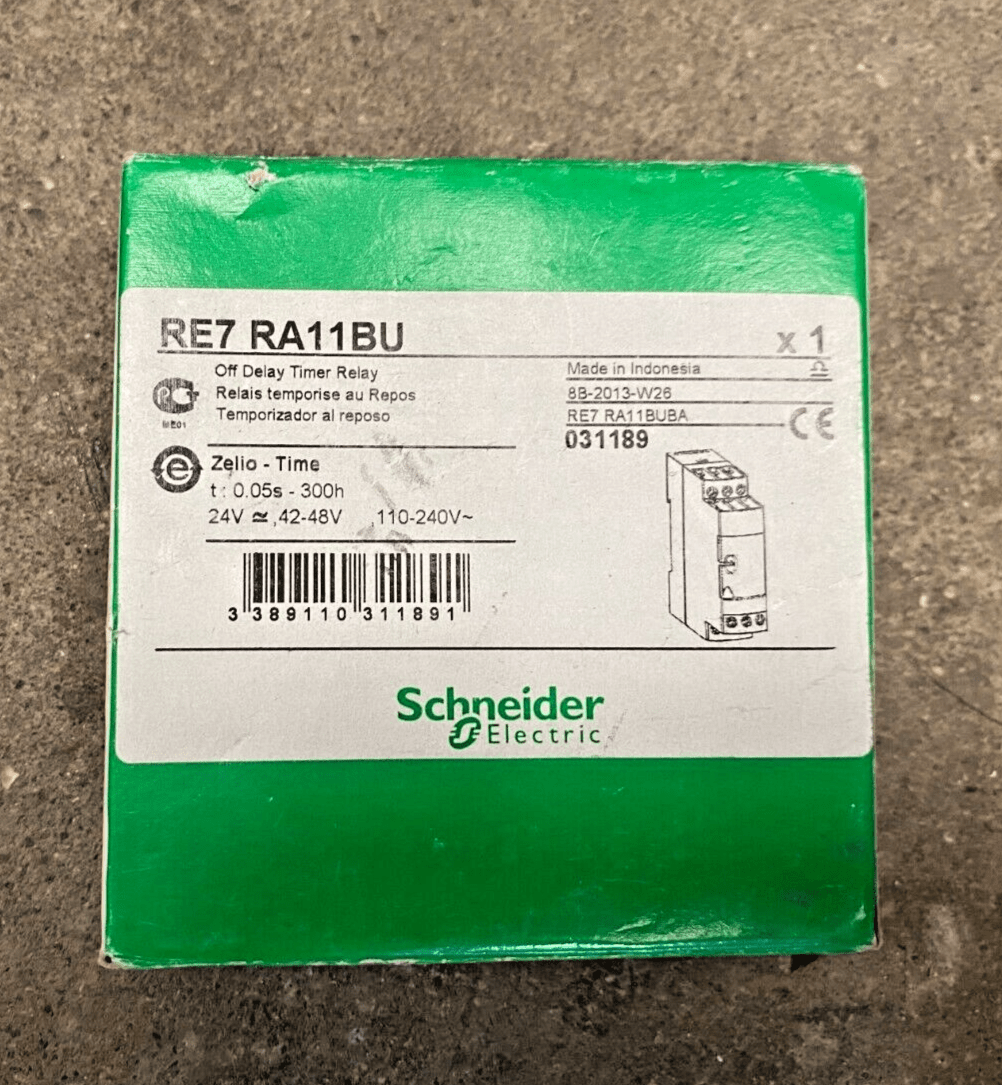 RE7 RA11BU
x 1
Off Delay Timer Relay
Relais temporise au Repos
Temporizador al reposo
Made in Indonesia
8B-2013-W26
RE7 RA11BUBA
031189
CE
ME01
Zelio - Time
t : 0.05s - 300h
24V ≃ ,42-48V ,110-240V~
3 389110 311891
Schneider
Electric